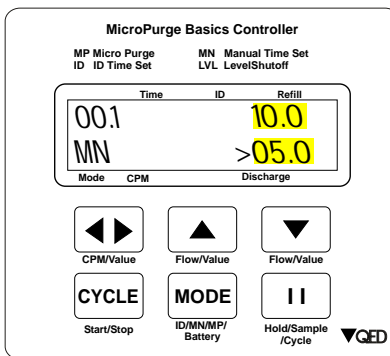 MicroPurge Basics Controller
MP Micro Purge MN Manual Time Set
ID ID Time Set LVL LevelShutoff
Time ID Refill
00.1 10.0
MN >05.0
Mode CPM Discharge
CPM/Value Flow/Value Flow/Value
CYCLE MODE II
Start/Stop ID/MN/MP/ Hold/Sample
Battery /Cycle
QED